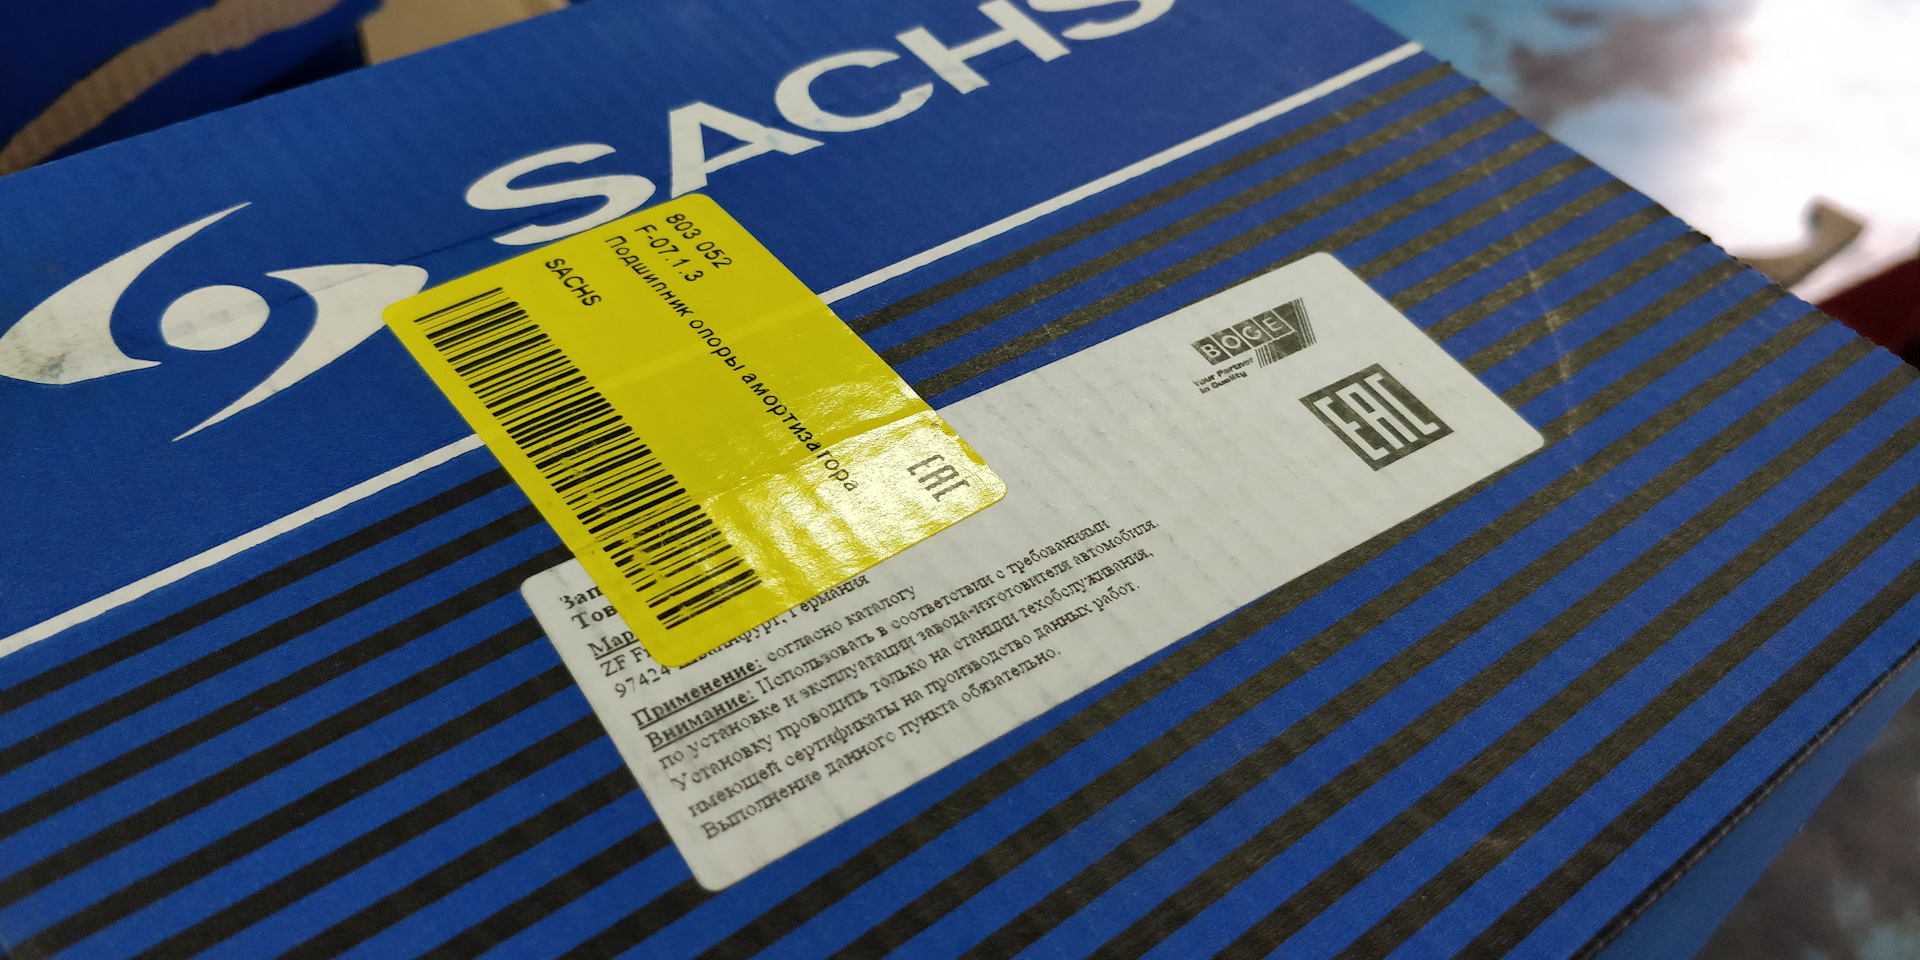 SACHS
803 052
F-07.1.3
Подшипник опоры амортизатора
SACHS
EAC
BOGE
Your Partner
in Quality
EAC
Зап
Тов
Мар
ZF F
97424 Германия
Применение: согласно каталогу
Внимание: Использовать в соответствии с требованиями
по установке и эксплуатации завода-изготовителя автомобиля.
Установку проводить только на станции техобслуживания,
имеющей сертификаты на производство данных работ.
Выполнение данного пункта обязательно.